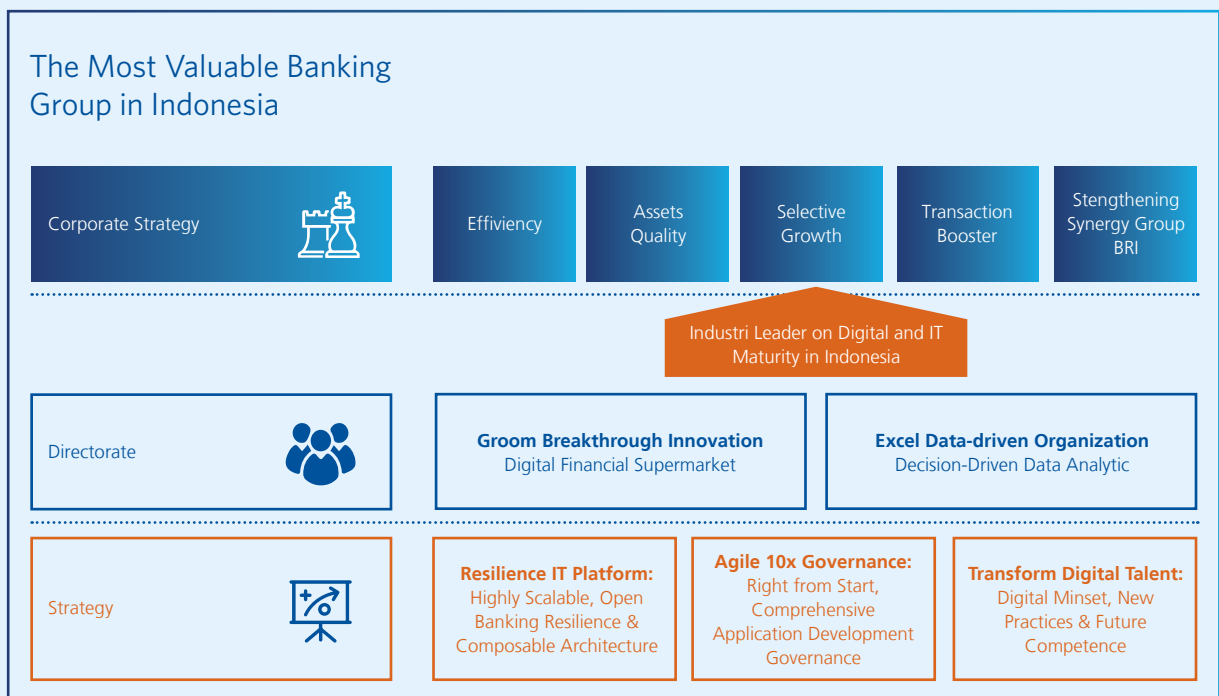 The Most Valuable Banking
Group in Indonesia
Corporate Strategy
Effiviency
Assets
Quality
Selective
Growth
Transaction
Booster
Stengthening
Synergy Group
BRI
Industri Leader on Digital and IT
Maturity in Indonesia
Directorate
Groom Breakthrough Innovation
Digital Financial Supermarket
Excel Data-driven Organization
Decision-Driven Data Analytic
Strategy
Resilience IT Platform:
Highly Scalable, Open
Banking Resilience &
Composable Architecture
Agile 10x Governance:
Right from Start,
Comprehensive
Application Development
Governance
Transform Digital Talent:
Digital Minset, New
Practices & Future
Competence